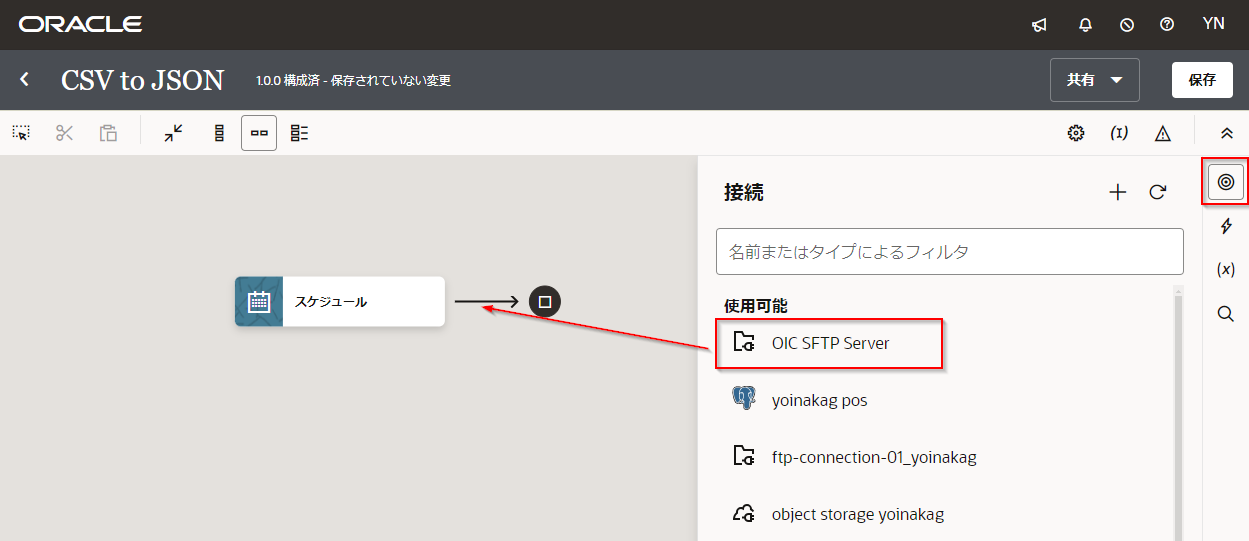 ORACLE
YN
CSV to JSON
1.0.0 構成済 - 保存されていない変更
共有
保存
(I)
接続
名前またはタイプによるフィルタ
(x)
スケジュール
使用可能
OIC SFTP Server
yoinakag pos
ftp-connection-01_yoinakag
object storage yoinakag